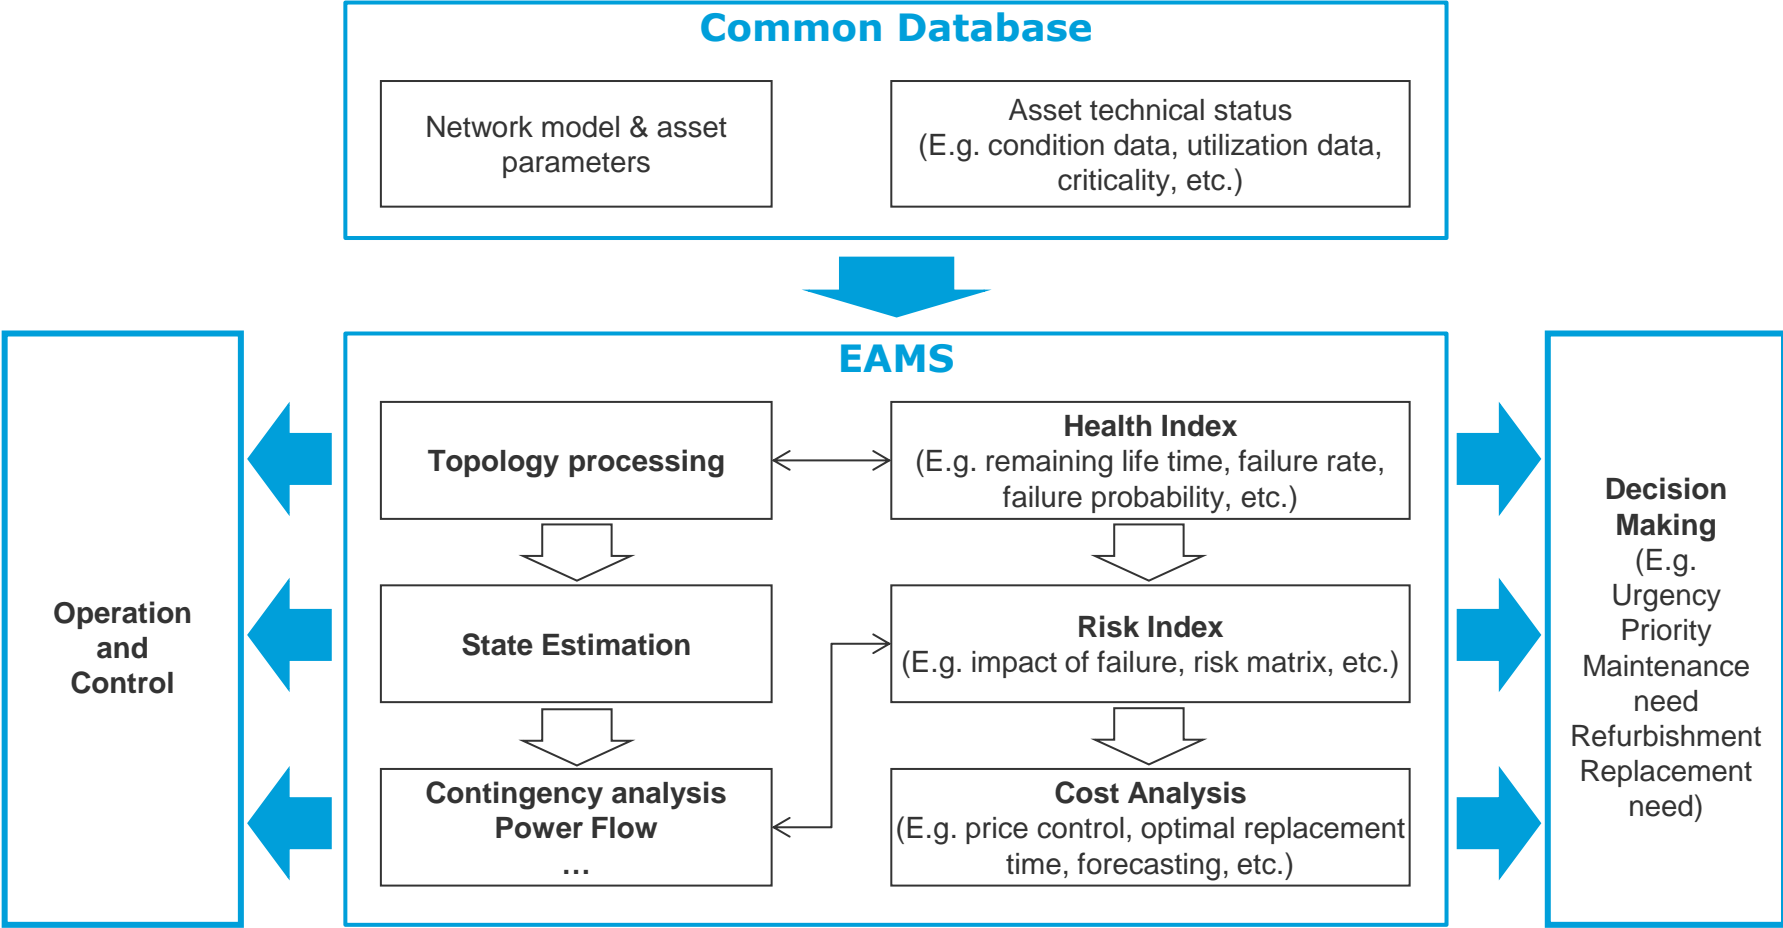 Common Database
Network model & asset
parameters
Asset technical status
(E.g. condition data, utilization data,
criticality, etc.)
EAMS
Operation
and
Control
Topology processing
State Estimation
Contingency analysis
Power Flow
...
Health Index
(E.g. remaining life time, failure rate,
failure probability, etc.)
Risk Index
(E.g. impact of failure, risk matrix, etc.)
Cost Analysis
(E.g. price control, optimal replacement
time, forecasting, etc.)
Decision
Making
(E.g.
Urgency
Priority
Maintenance
need
Refurbishment
Replacement
need)